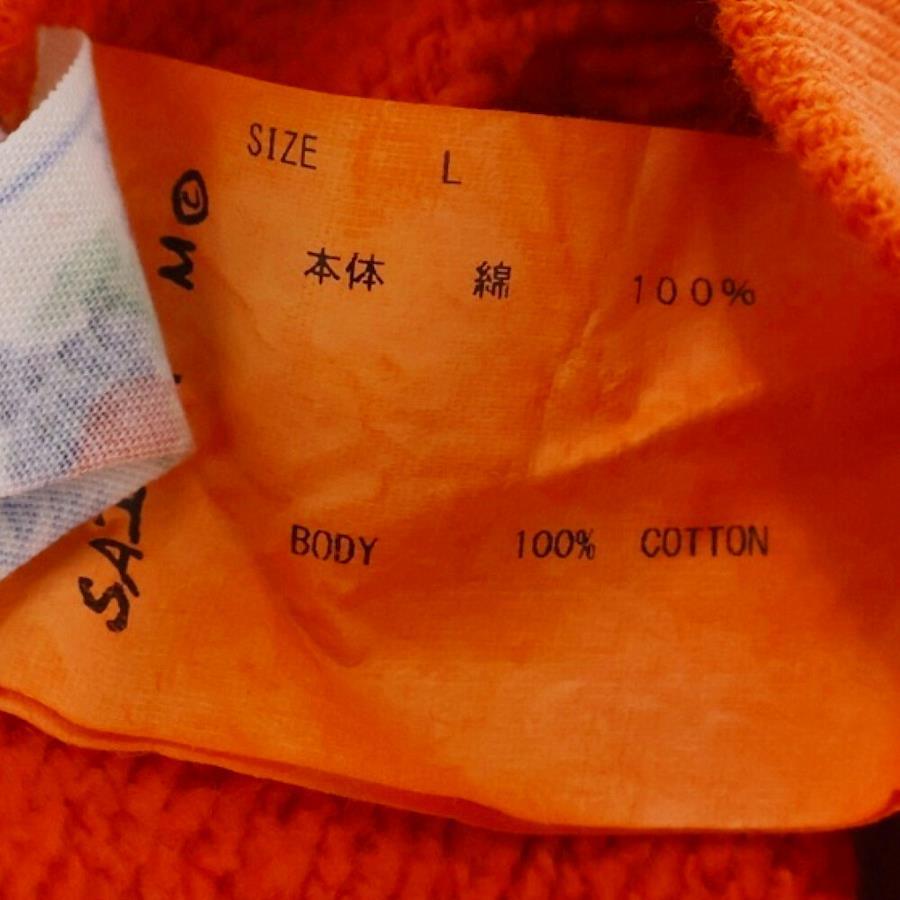 SIZE L
本体 綿 100%
BODY 100% COTTON
M©